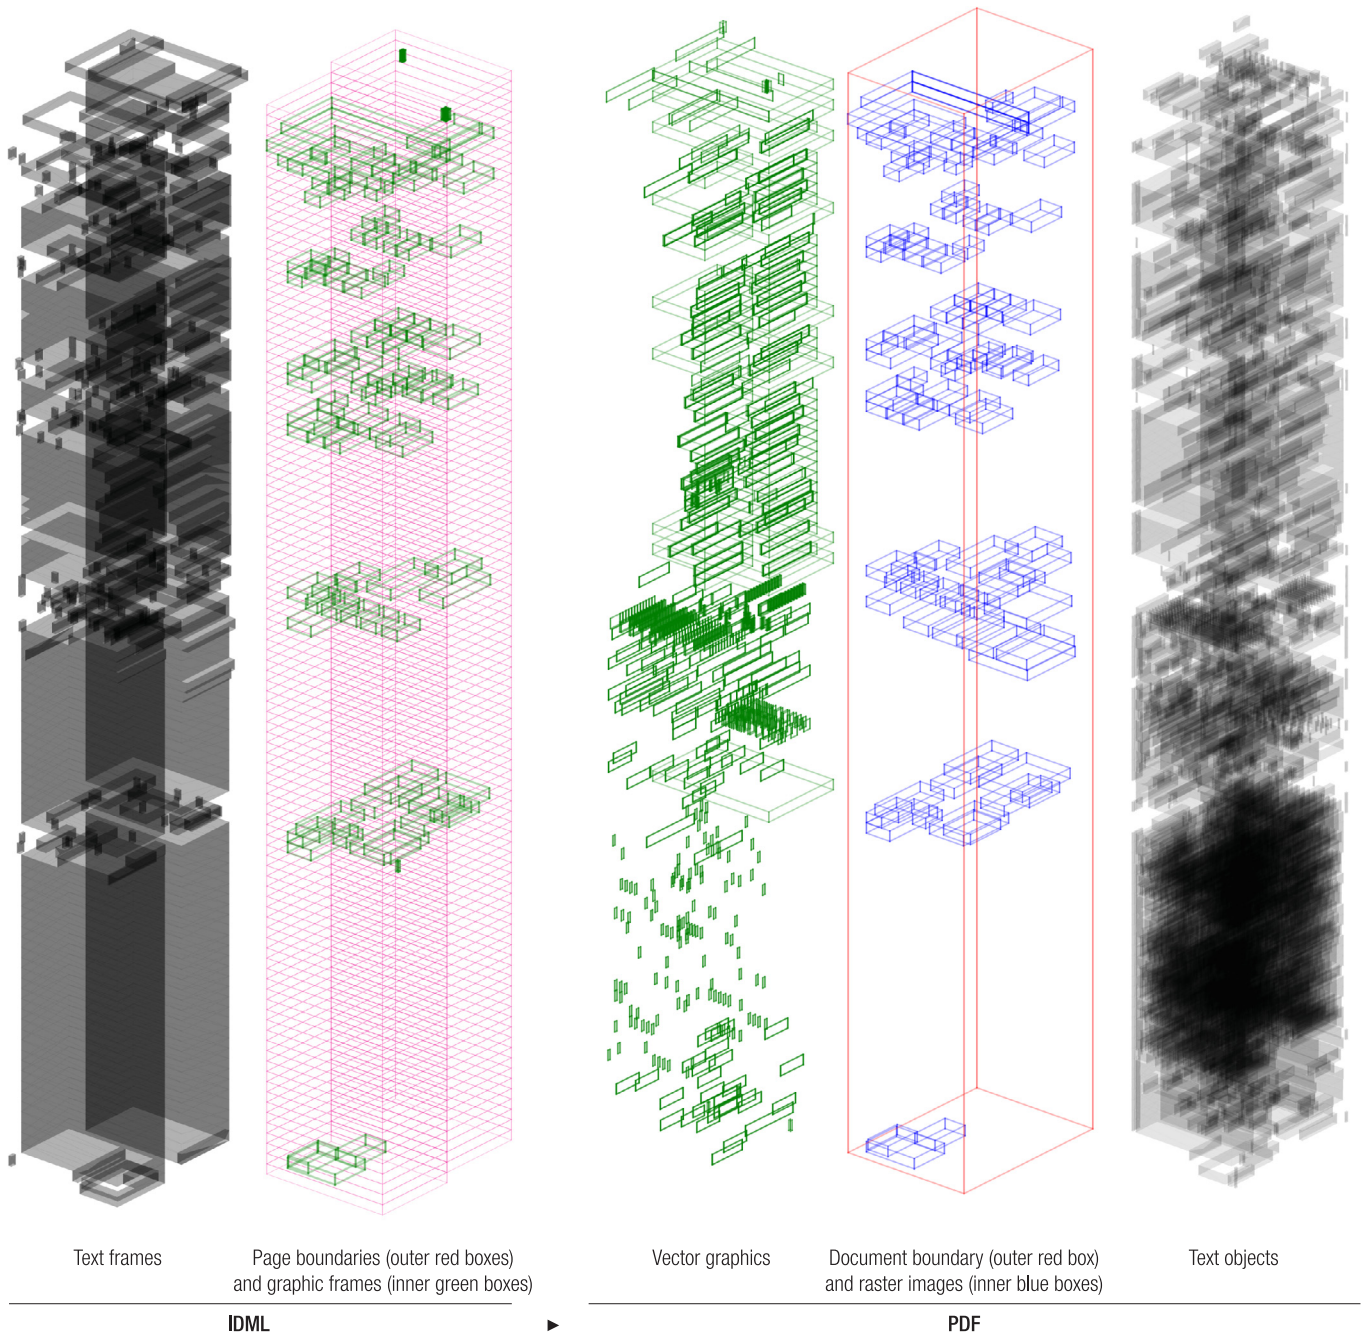 Text frames
Page boundaries (outer red boxes)
and graphic frames (inner green boxes)
Vector graphics
Document boundary (outer red box)
and raster images (inner blue boxes)
Text objects
IDML
►
PDF